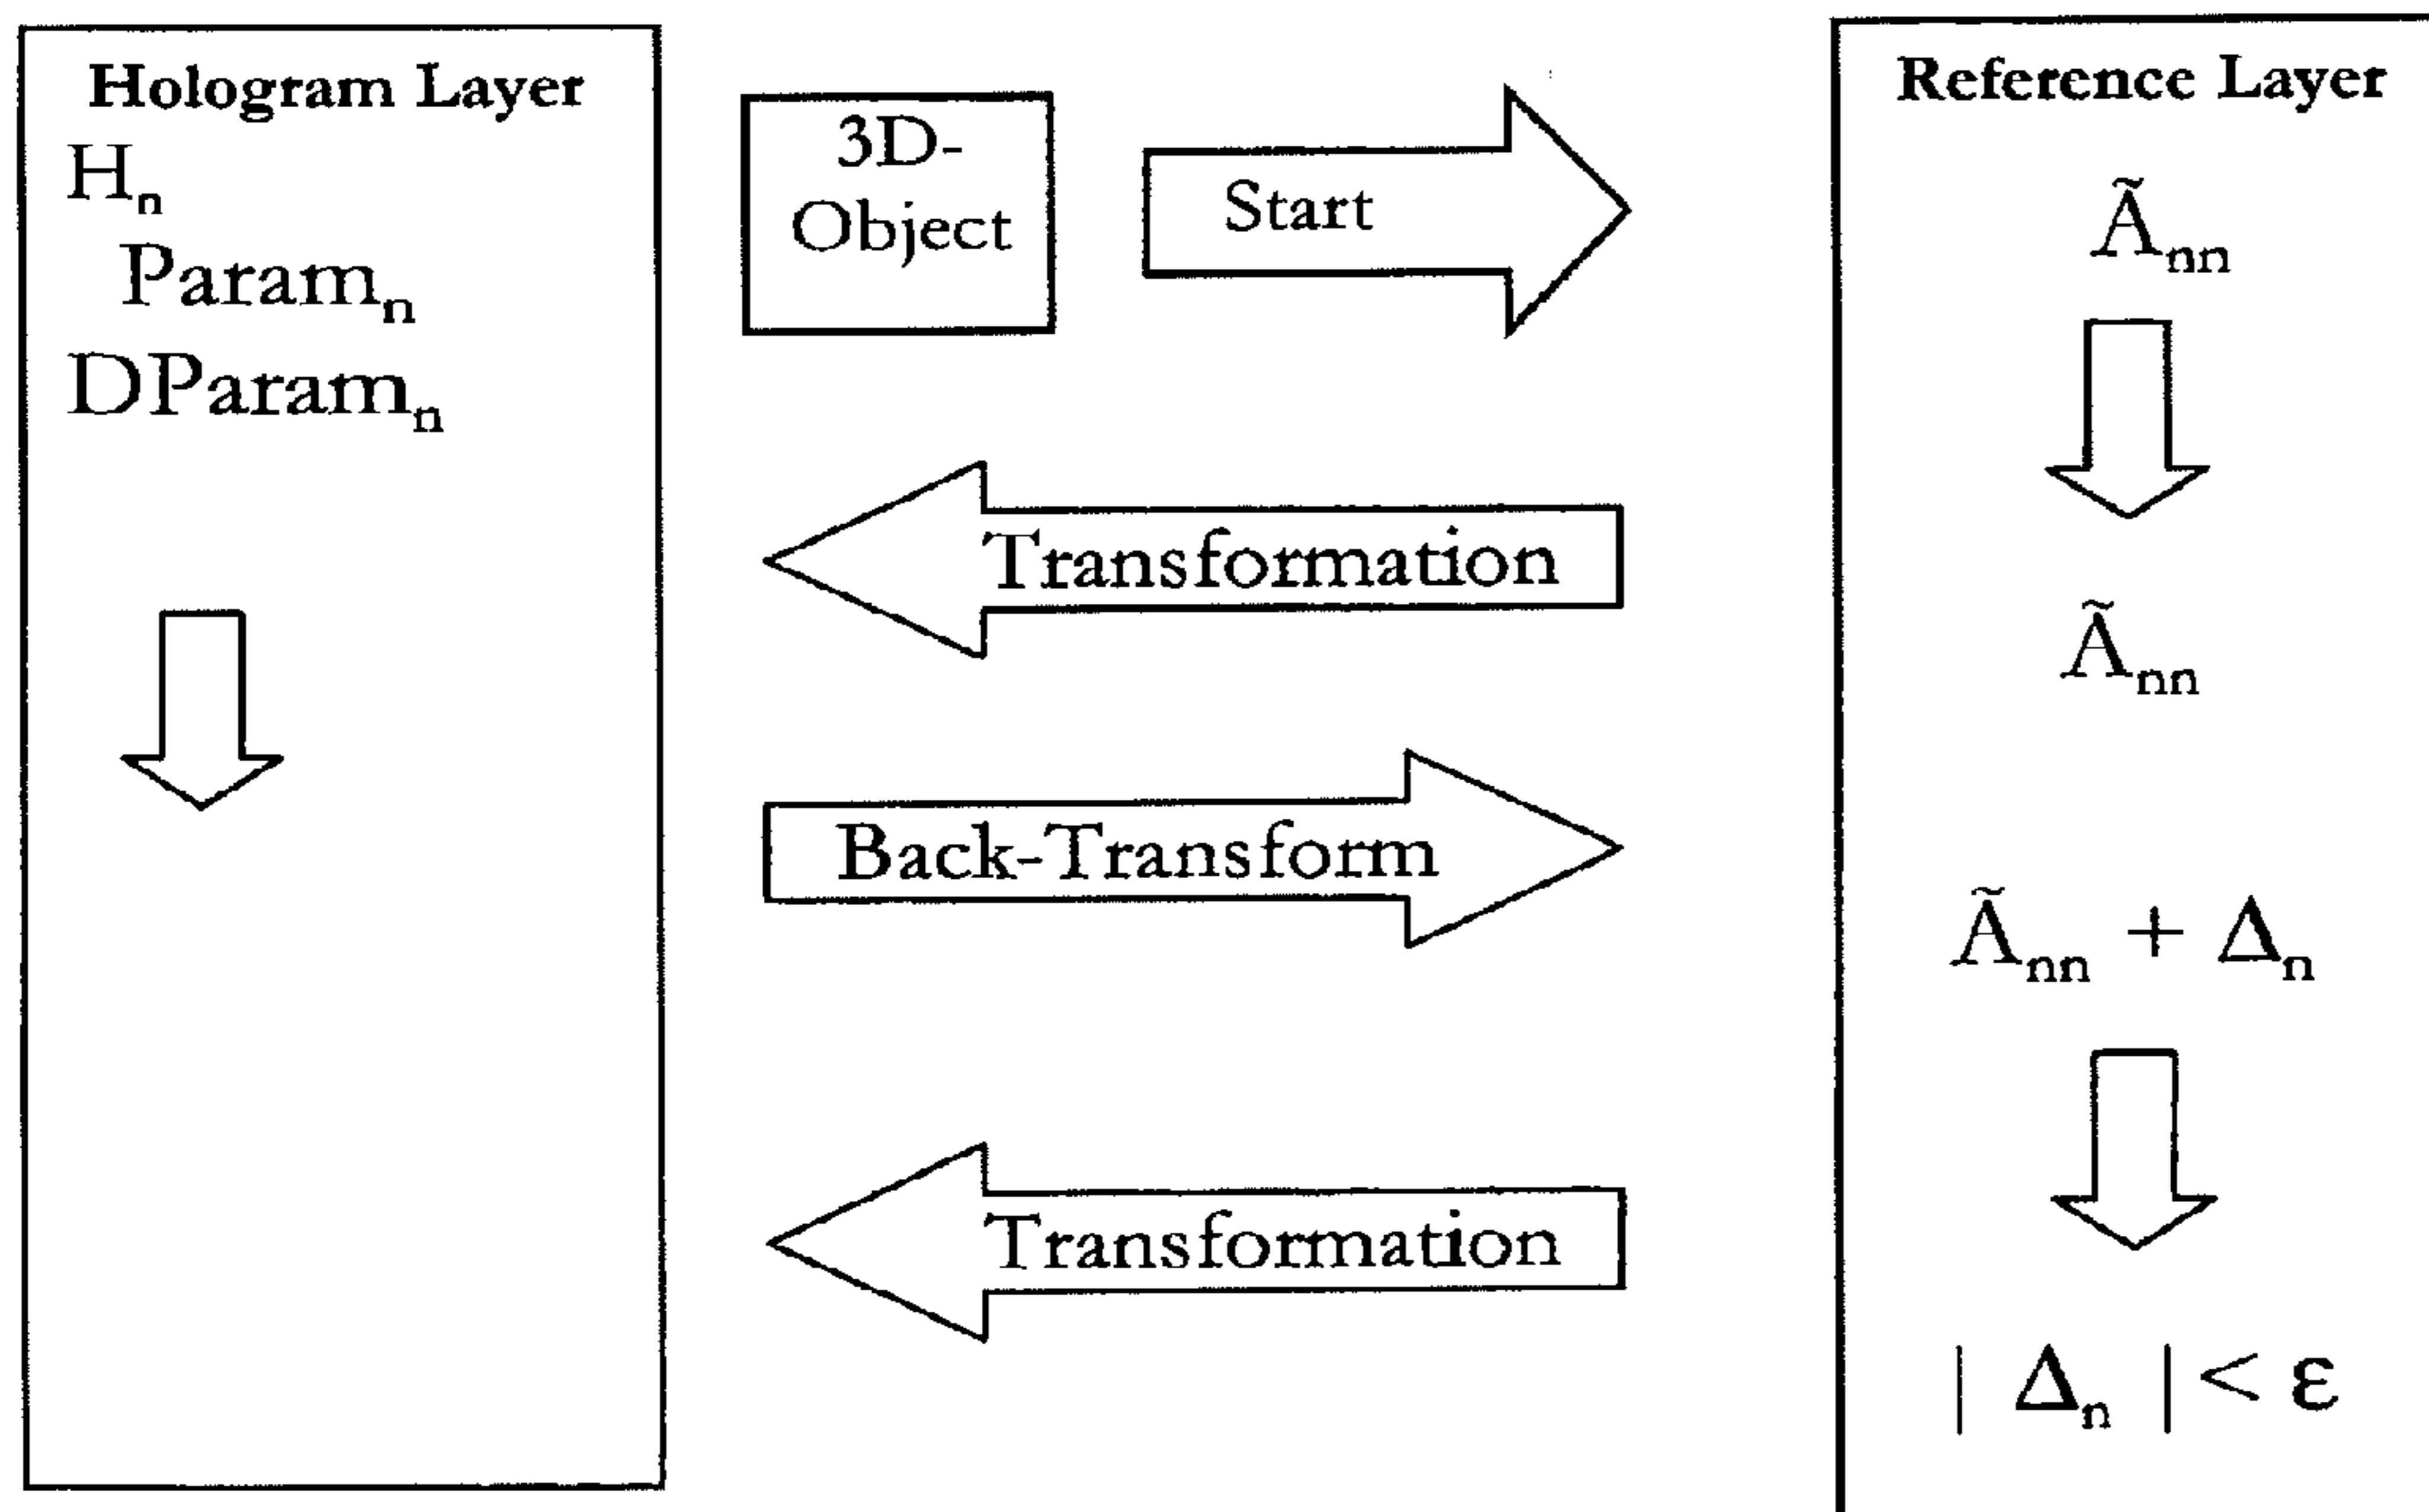 Hologram Layer
Hₙ
Paramₙ
DParamₙ
3D-
Object
Start
Transformation
Back-Transform
Transformation
Reference Layer
Ãₙₙ
Ãₙₙ
Ãₙₙ + Δₙ
| Δₙ | < ε